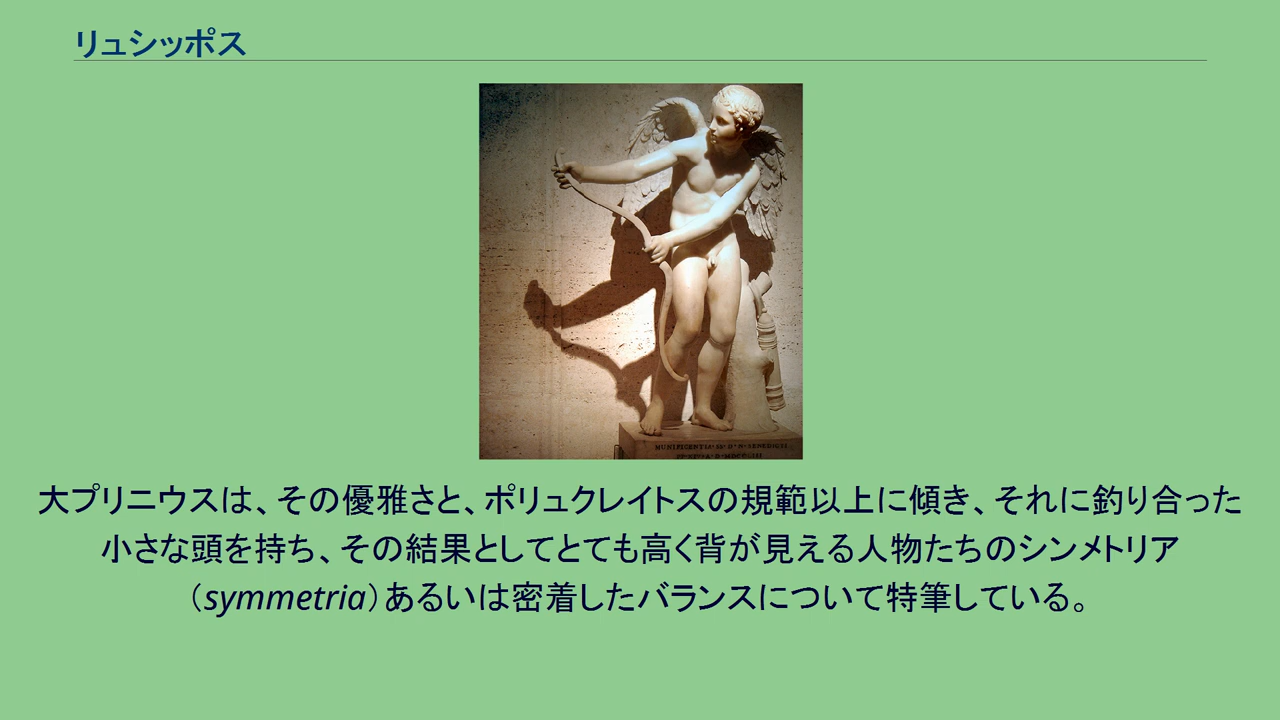 リュシッポス
MUNIFICENTIA
大プリニウスは、その優雅さと、ポリュクレイトスの規範以上に傾き、それに釣り合った
小さな頭を持ち、その結果としてとても高く背が見える人物たちのシンメトリア
（symmetria）あるいは密着したバランスについて特筆している。